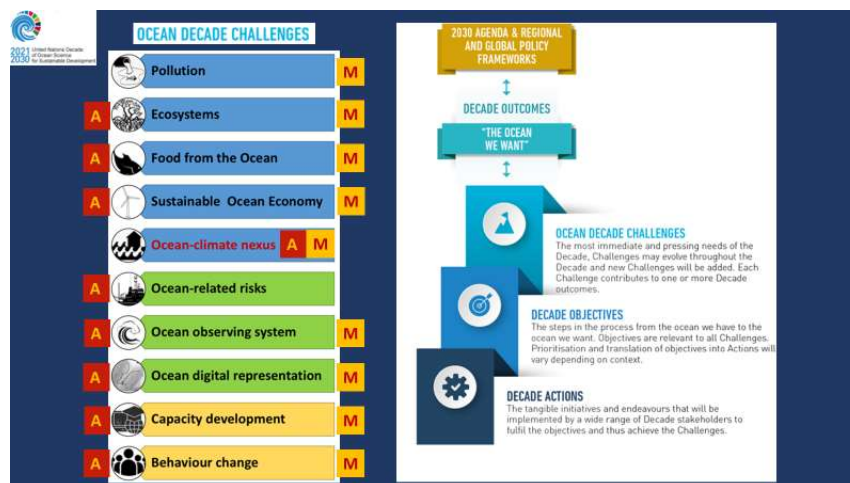 2021
2030
United Nations Decade
of Ocean Science
for Sustainable Development
OCEAN DECADE CHALLENGES
Pollution M
A Ecosystems M
A Food from the Ocean M
A Sustainable Ocean Economy M
Ocean-climate nexus A M
A Ocean-related risks
A Ocean observing system M
A Ocean digital representation M
A Capacity development M
A Behaviour change M
2030 AGENDA & REGIONAL
AND GLOBAL POLICY
FRAMEWORKS
DECADE OUTCOMES
"THE OCEAN
WE WANT"
OCEAN DECADE CHALLENGES
The most immediate and pressing needs of the
Decade, Challenges may evolve throughout the
Decade and new Challenges will be added. Each
Challenge contributes to one or more Decade
outcomes.
DECADE OBJECTIVES
The steps in the process from the ocean we have to the
ocean we want. Objectives are relevant to all Challenges.
Prioritisation and translation of objectives into Actions will
vary depending on context.
DECADE ACTIONS
The tangible initiatives and endeavours that will be
implemented by a wide range of Decade stakeholders to
fulfil the objectives and thus achieve the Challenges.